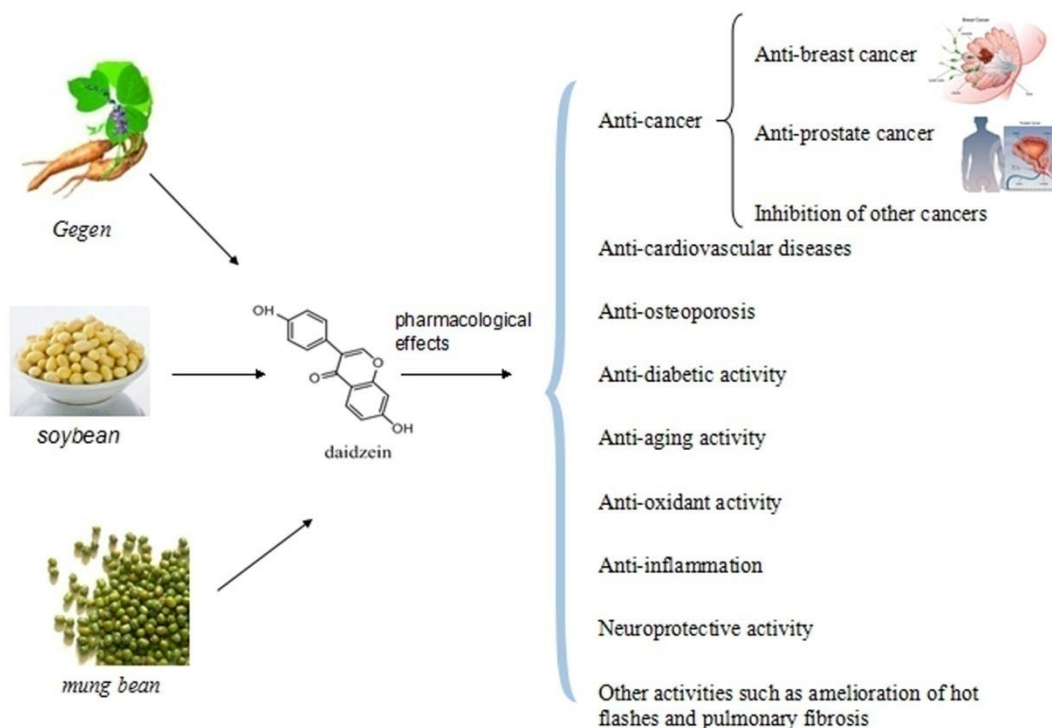 Gegen
soybean
mung bean
OH
O
O
OH
daidzein
pharmacological
effects
Anti-cancer
Anti-breast cancer
Anti-prostate cancer
Inhibition of other cancers
Anti-cardiovascular diseases
Anti-osteoporosis
Anti-diabetic activity
Anti-aging activity
Anti-oxidant activity
Anti-inflammation
Neuroprotective activity
Other activities such as amelioration of hot
flashes and pulmonary fibrosis